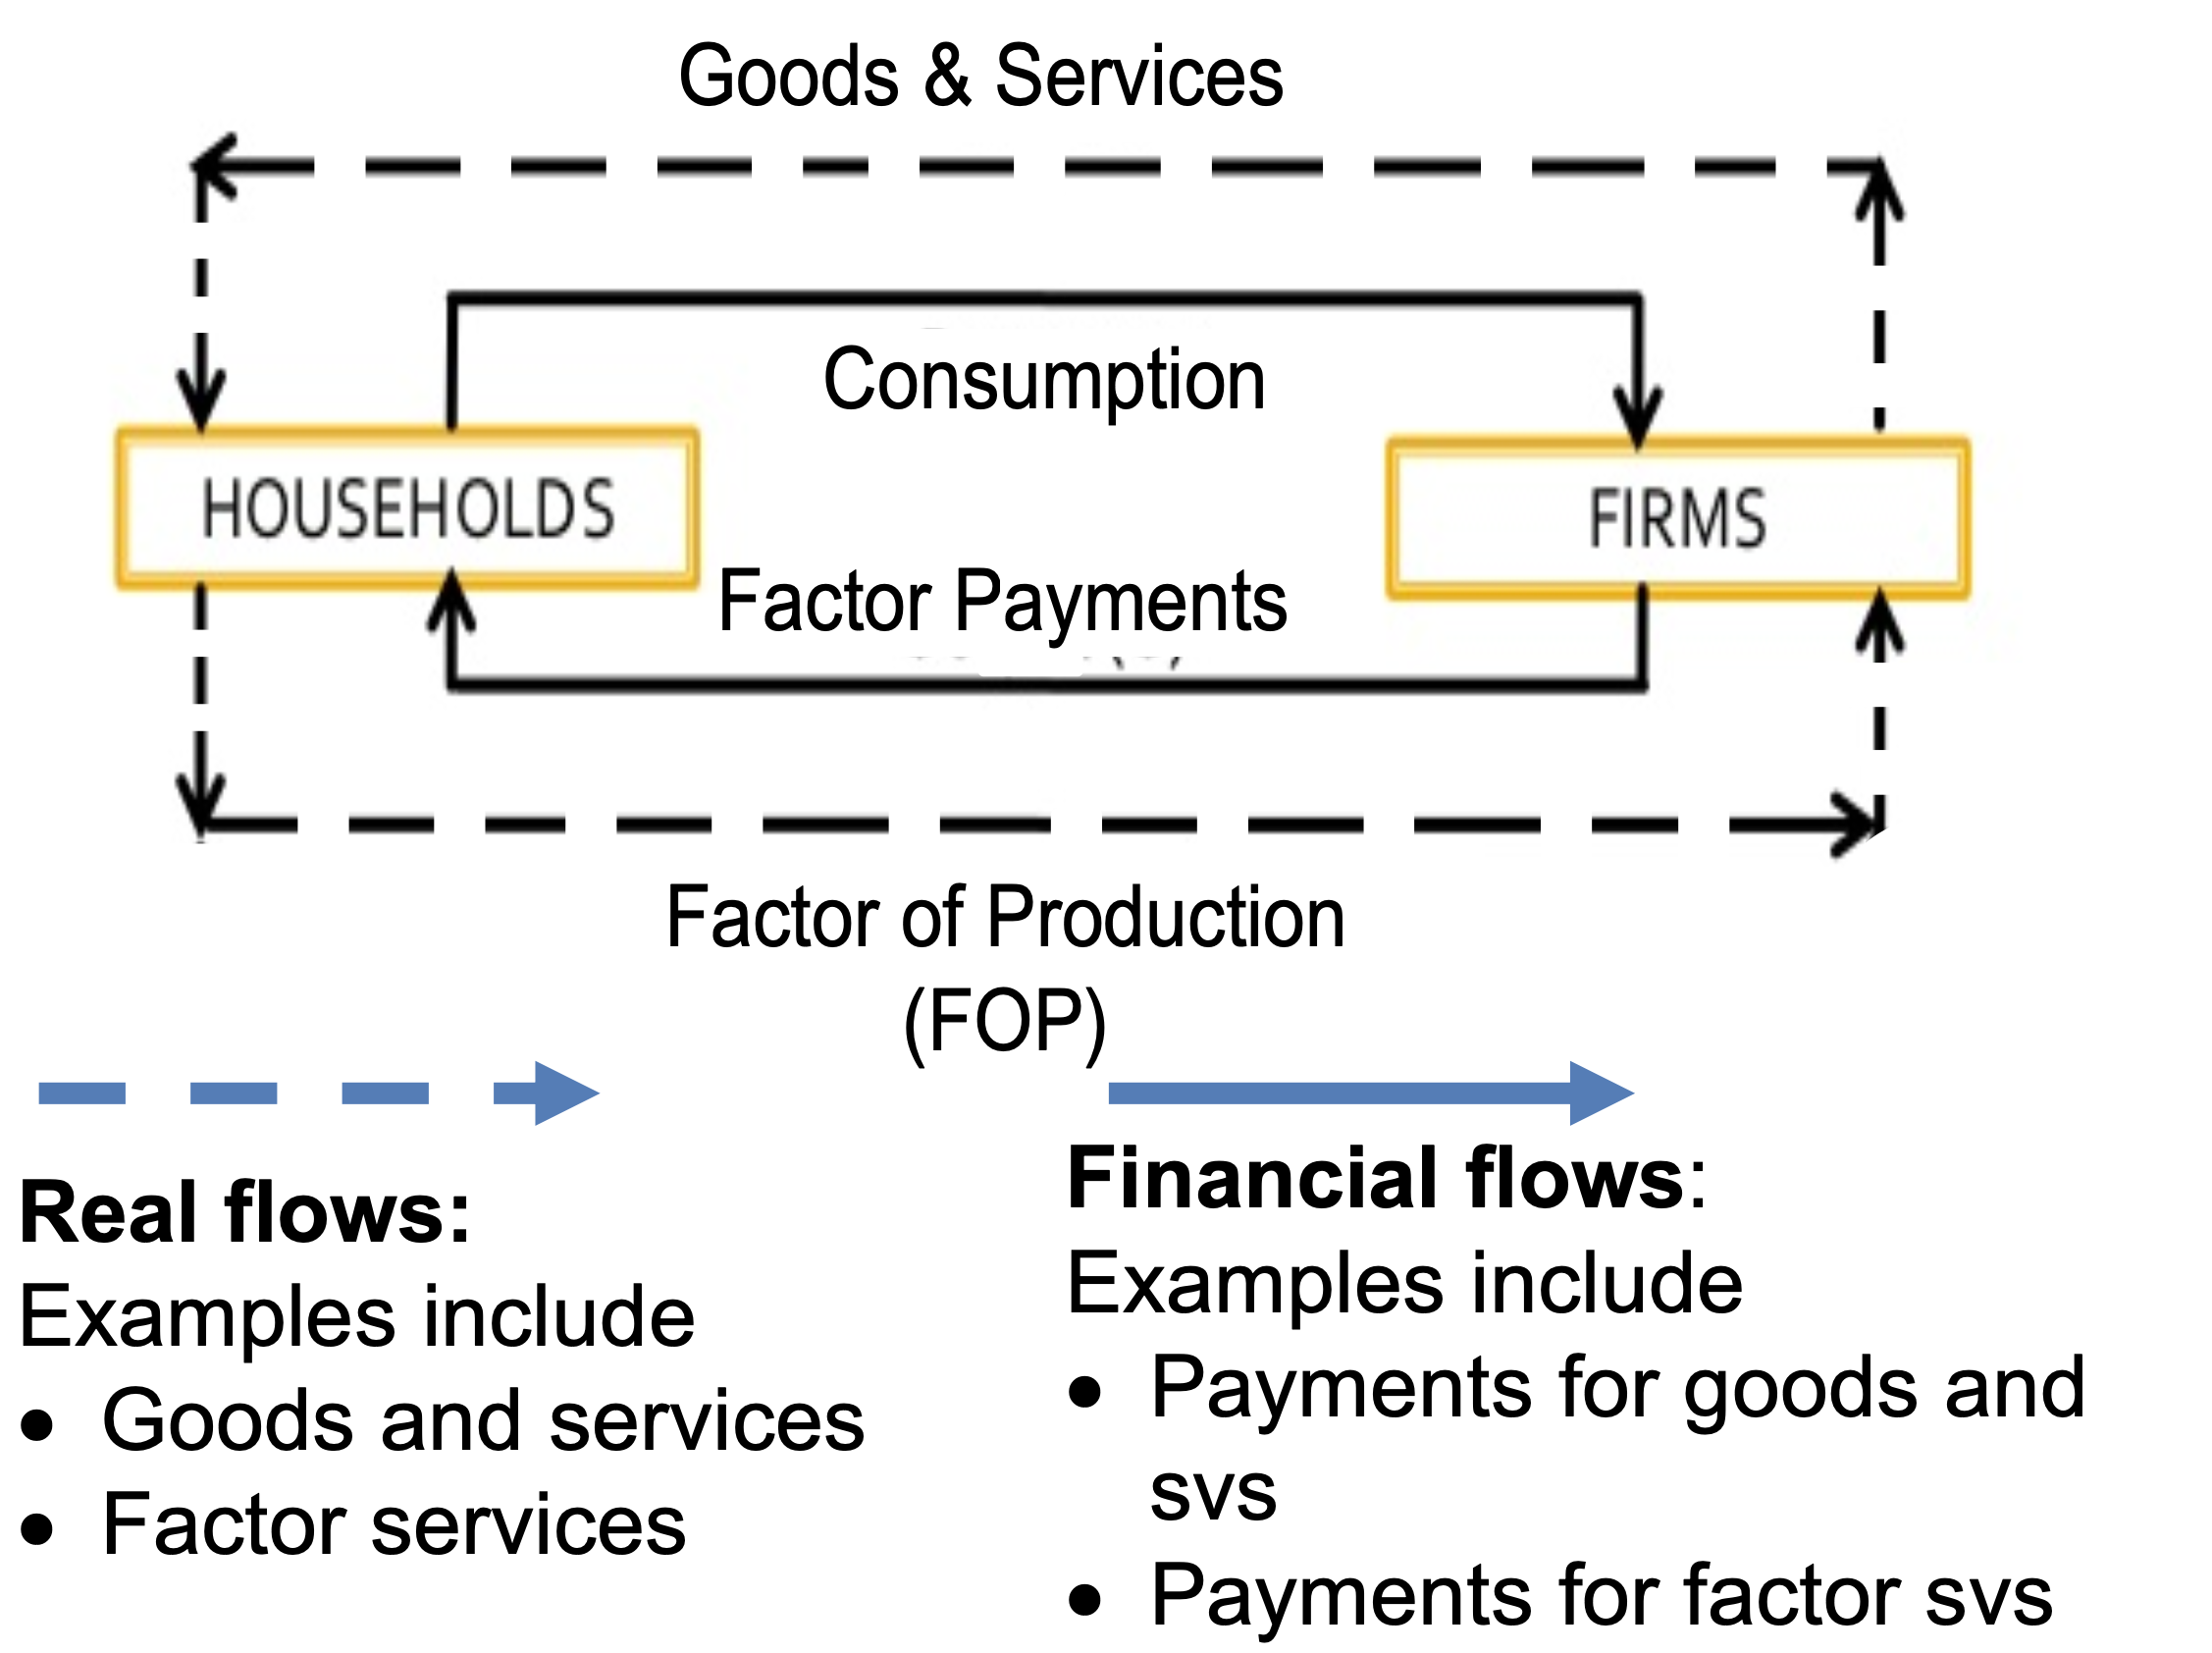 Goods & Services
Consumption
HOUSEHOLDS
FIRMS
Factor Payments
Factor of Production
(FOP)
Real flows:
Examples include
• Goods and services
• Factor services
Financial flows:
Examples include
• Payments for goods and
svs
• Payments for factor svs